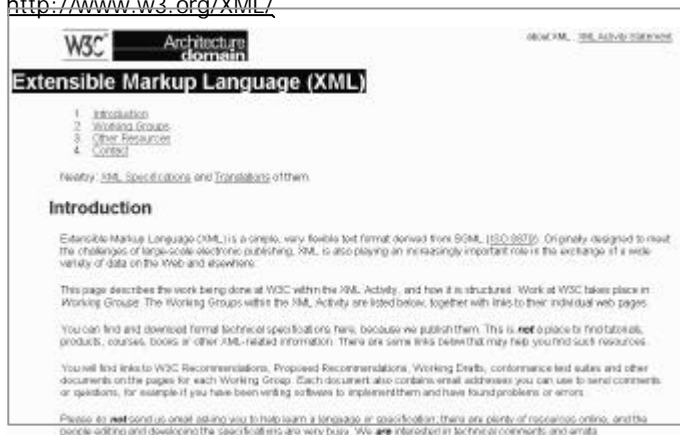 http://www.w3.org/XML/
W3C Architecture domain
about XML XML Activity Statement
Extensible Markup Language (XML)
1. Introduction
2. Working Groups
3. Other Resources
4. Contact
Nearby: XML Specifications and Translations of them.
Introduction
Extensible Markup Language (XML) is a simple, very flexible text format derived from SGML (ISO 8879). Originally designed to meet
the challenges of large-scale electronic publishing, XML is also playing an increasingly important role in the exchange of a wide
variety of data on the Web and elsewhere.
This page describes the work being done at W3C within the XML Activity, and how it is structured. Work at W3C takes place in
Working Groups. The Working Groups within the XML Activity are listed below, together with links to their individual web pages.
You can find and download formal technical specifications here, because we publish them. This is not a place to find tutorials,
products, courses, books or other XML-related information. There are some links below that may help you find such resources.
You will find links to W3C Recommendations, Proposed Recommendations, Working Drafts, conformance test suites and other
documents on the pages for each Working Group. Each document also contains email addresses you can use to send comments
or questions, for example if you have been writing software to implement them and have found problems or errors.
Please do not send us email asking you to help learn a language or specification; there are plenty of resources online, and the
people editing and developing the specifications are very busy. We are interested in technical comments and errata